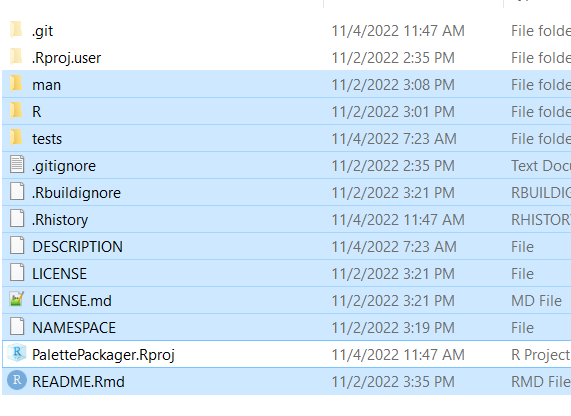 .git 11/4/2022 11:47 AM File folde
.Rproj.user 11/2/2022 2:35 PM File folde
man 11/2/2022 3:08 PM File folde
R 11/2/2022 3:01 PM File folde
tests 11/4/2022 7:23 AM File folde
.gitignore 11/2/2022 2:35 PM Text Docu
.Rbuildignore 11/2/2022 3:21 PM RBUILDIG
.Rhistory 11/4/2022 11:47 AM RHISTORY
DESCRIPTION 11/4/2022 7:23 AM File
LICENSE 11/2/2022 3:21 PM File
LICENSE.md 11/2/2022 3:21 PM MD File
NAMESPACE 11/2/2022 3:19 PM File
PalettePackager.Rproj 11/4/2022 11:47 AM R Project
README.Rmd 11/2/2022 3:35 PM RMD File